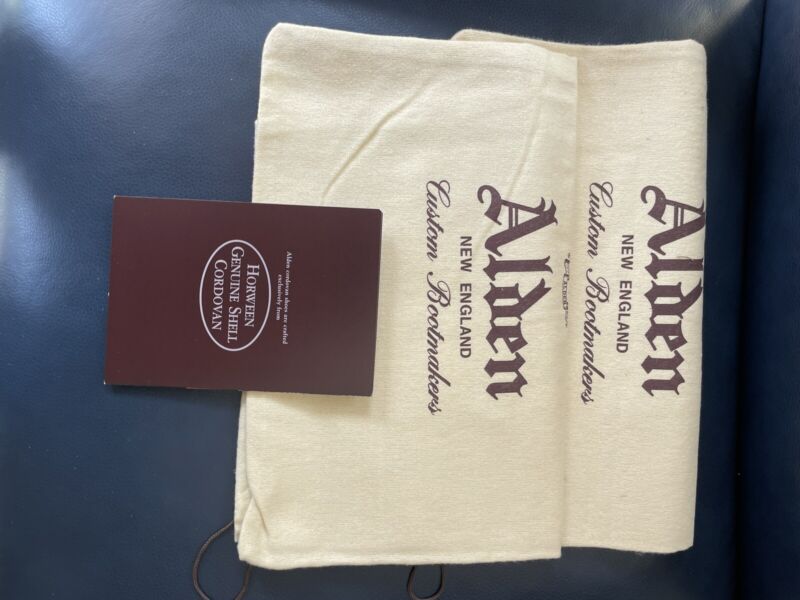 Alden cordovan shoes are crafted
exclusively from
HORWEEN
GENUINE SHELL
CORDOVAN
Alden
NEW ENGLAND
Custom Bootmakers
Alden
NEW ENGLAND
Custom Bootmakers